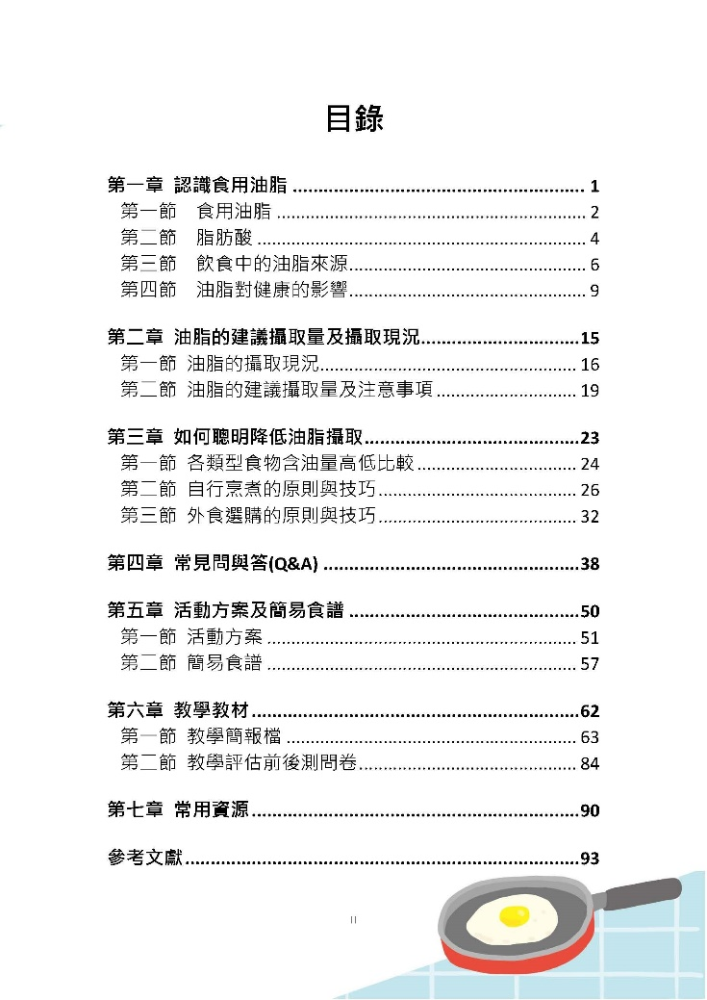 目錄
第一章 認識食用油脂 ........................................................ 1
第一節 食用油脂 ............................................................. 2
第二節 脂肪酸 ................................................................. 4
第三節 飲食中的油脂來源................................................ 6
第四節 油脂對健康的影響................................................ 9
第二章 油脂的建議攝取量及攝取現況...............................15
第一節 油脂的攝取現況.................................................... 16
第二節 油脂的建議攝取量及注意事項 ............................ 19
第三章 如何聰明降低油脂攝取..........................................23
第一節 各類型食物含油量高低比較 ................................ 24
第二節 自行烹煮的原則與技巧........................................ 26
第三節 外食選購的原則與技巧........................................ 32
第四章 常見問與答(Q&A) ..................................................38
第五章 活動方案及簡易食譜 .............................................50
第一節 活動方案 ............................................................... 51
第二節 簡易食譜 ............................................................... 57
第六章 教學教材................................................................62
第一節 教學簡報檔 ........................................................... 63
第二節 教學評估前後測問卷............................................ 84
第七章 常用資源................................................................90
參考文獻.............................................................................93
II